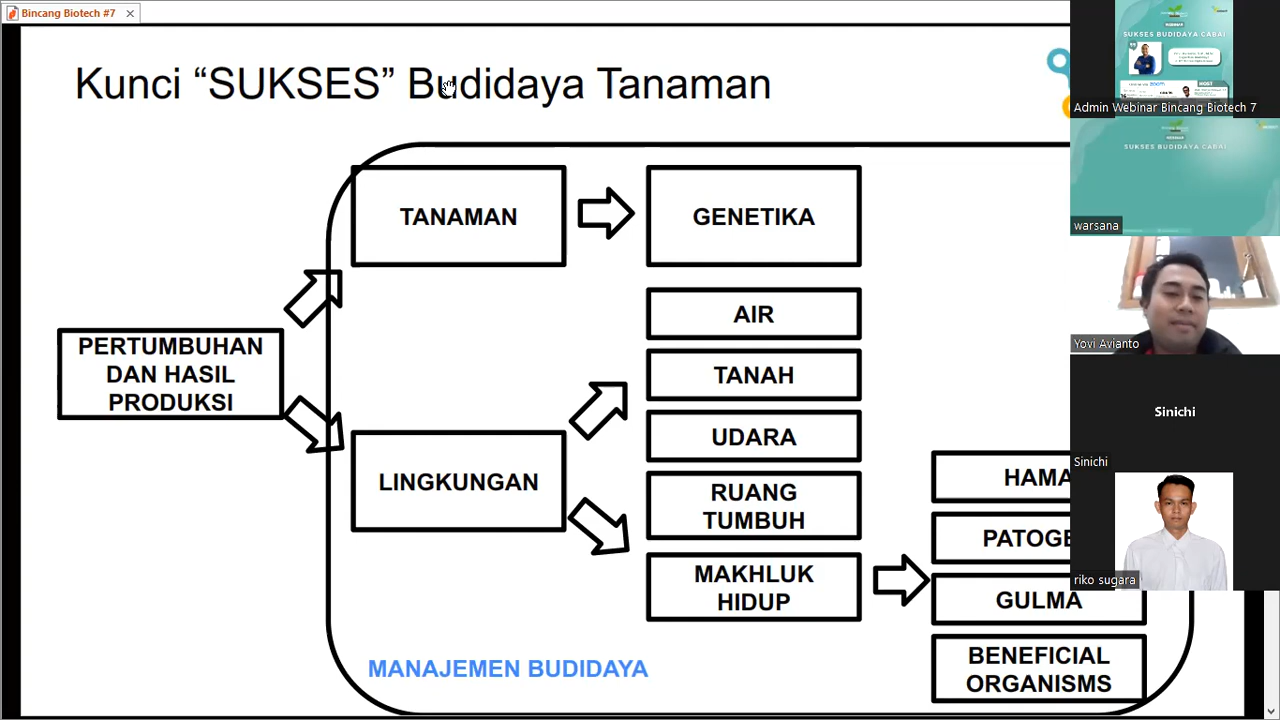 Bincang Biotech #7
Kunci “SUKSES” Budidaya Tanaman
TANAMAN
GENETIKA
PERTUMBUHAN
DAN HASIL
PRODUKSI
LINGKUNGAN
AIR
TANAH
UDARA
RUANG
TUMBUH
MAKHLUK
HIDUP
HAMA
PATOGE
GULMA
BENEFICIAL
ORGANISMS
MANAJEMEN BUDIDAYA
SUKSES BUDIDAYA CABAI
Admin Webinar Bincang Biotech 7
SUKSES BUDIDAYA CABAI
warsana
Yovi Avianto
Sinichi
Sinichi
riko sugara